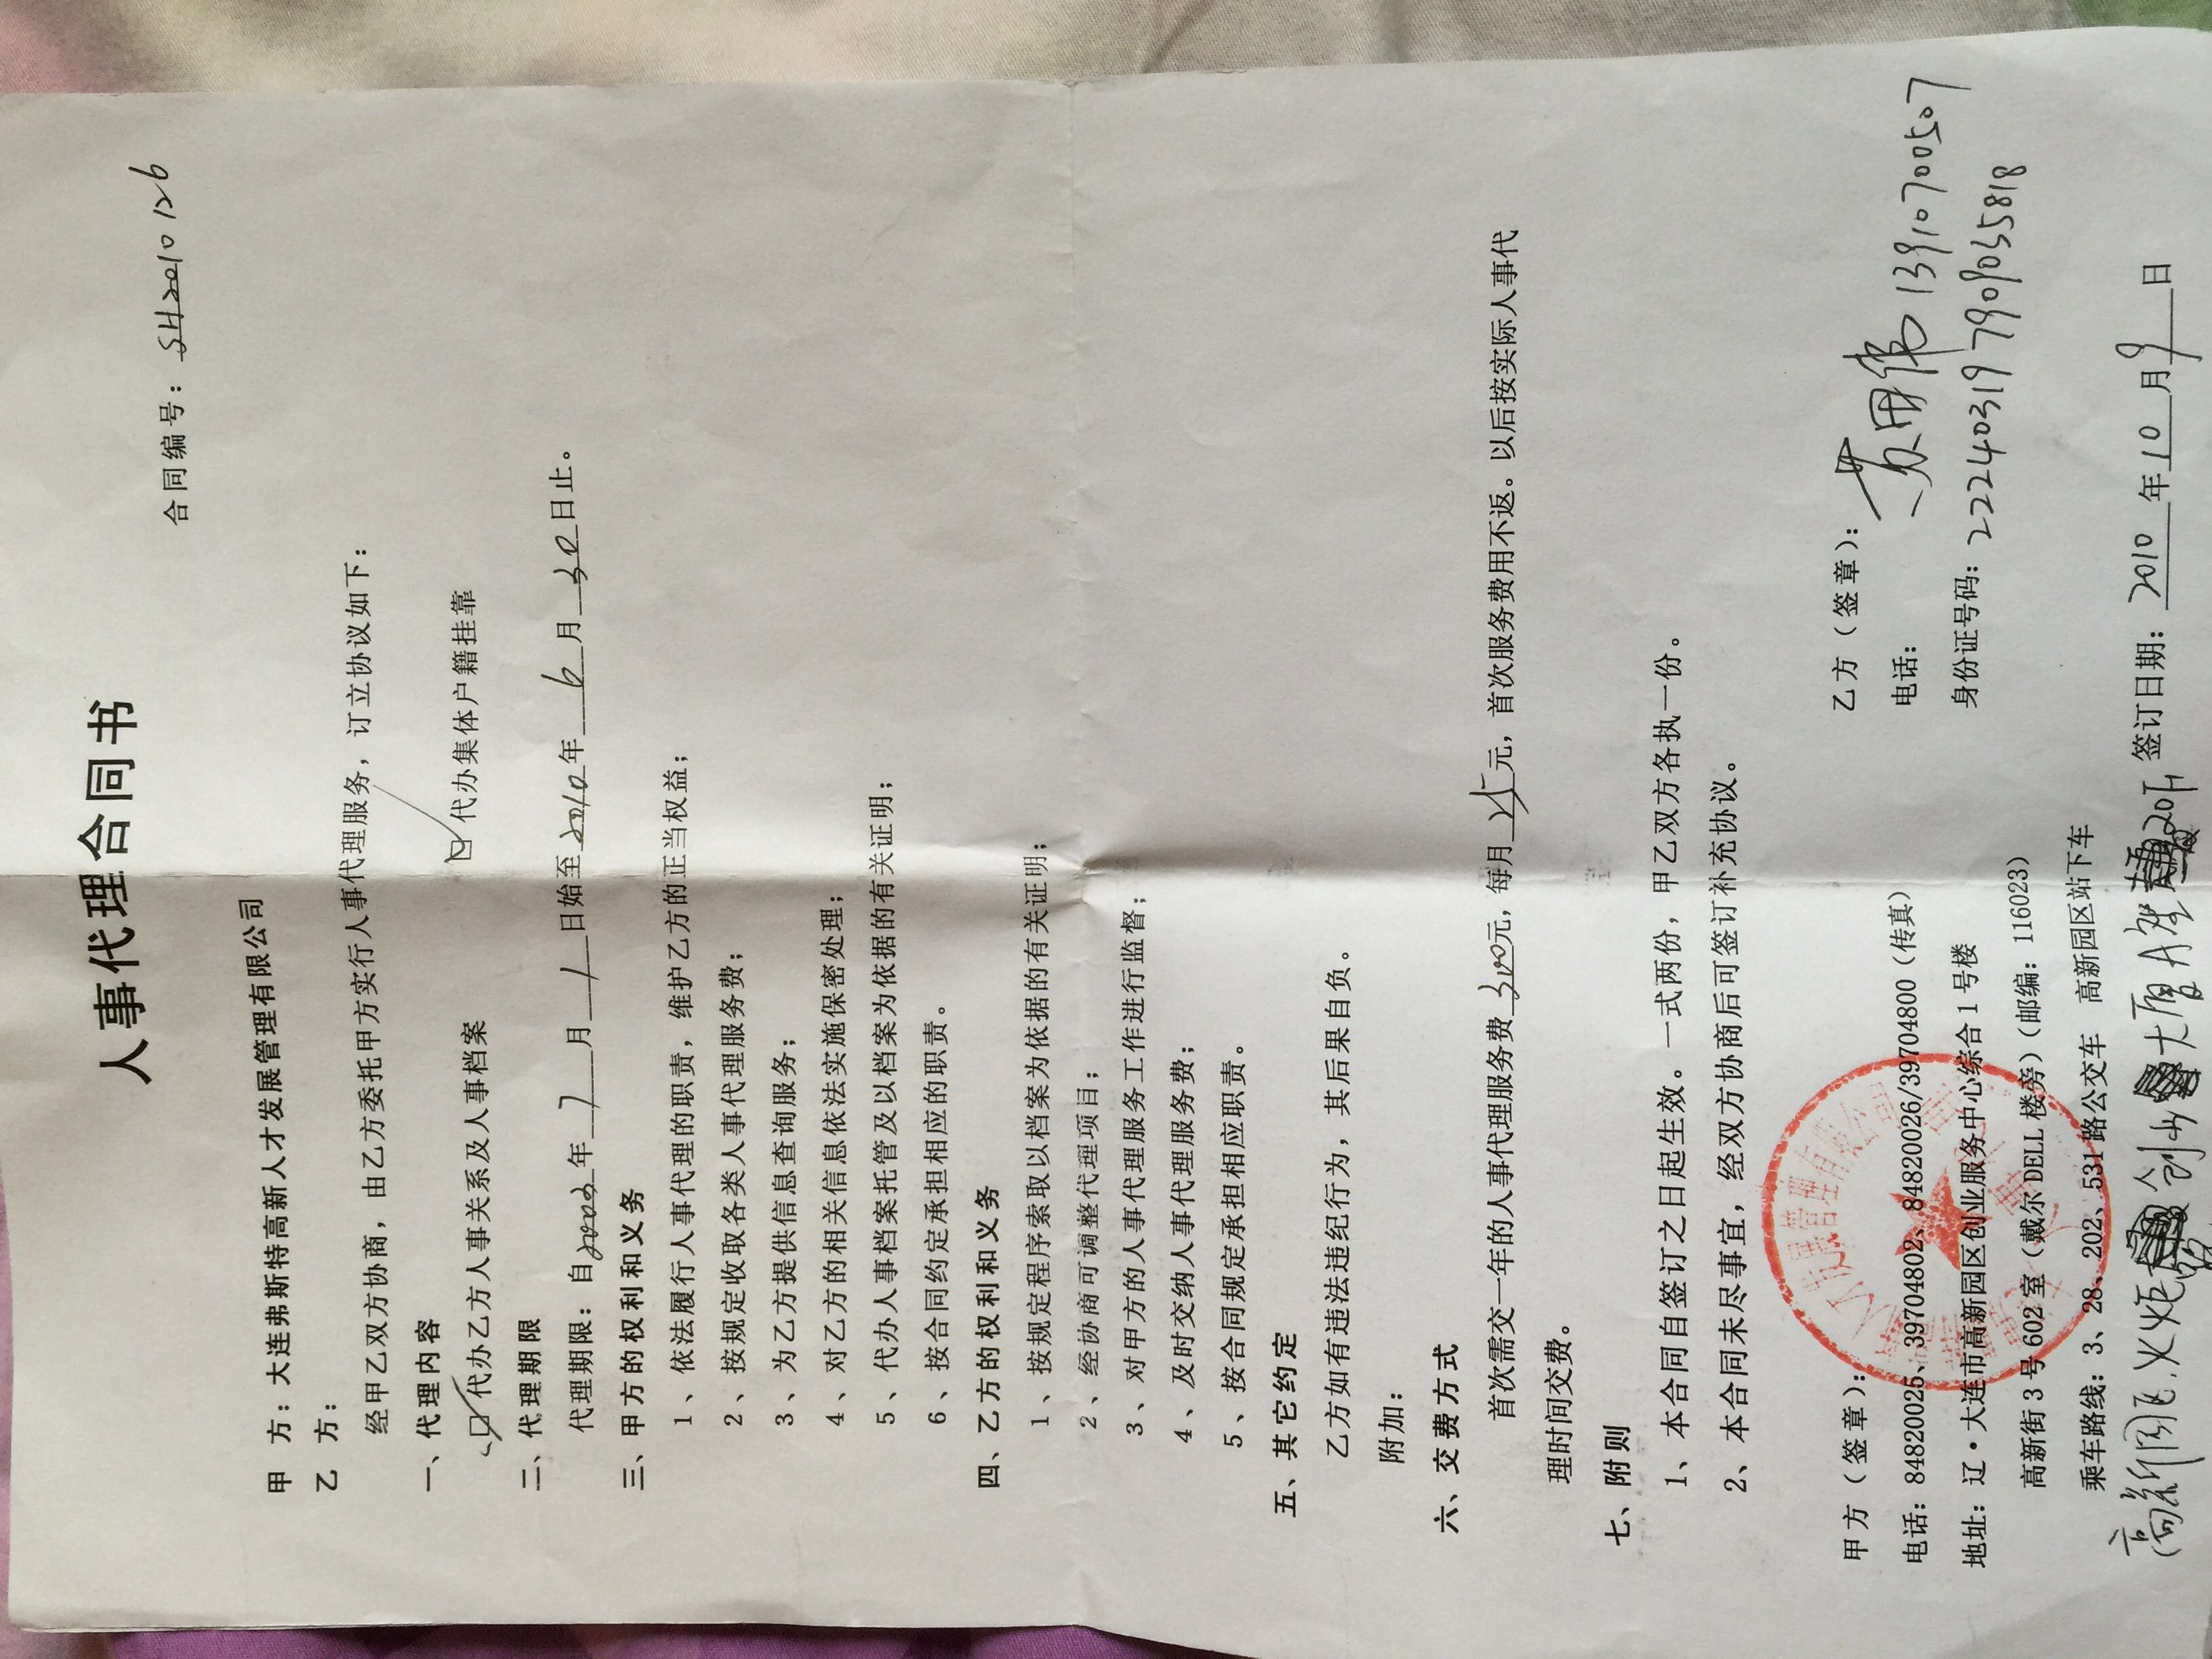 人事代理合同书
合同编号：SH2010126
甲 方：大连弗斯特高新人才发展管理有限公司
乙 方：
经甲乙双方协商，由乙方委托甲方实行人事代理服务，订立协议如下：
一、代理内容
代办乙方人事关系及人事档案 代办集体户籍挂靠
二、代理期限
代理期限：自 年 7 月 1 日始至 2010 年 6 月 30 日止。
三、甲方的权利和义务
1、依法履行人事代理的职责，维护乙方的正当权益；
2、按规定收取各类人事代理服务费；
3、为乙方提供信息查询服务；
4、对乙方的相关信息依法实施保密处理；
5、代办人事档案托管及以档案为依据的有关证明；
6、按合同约定承担相应的职责。
四、乙方的权利和义务
1、按规定程序索取以档案为依据的有关证明；
2、经协商可调整代理项目；
3、对甲方的人事代理服务工作进行监督；
4、及时交纳人事代理服务费；
5、按合同规定承担相应职责。
五、其它约定
乙方如有违法违纪行为，其后果自负。
附加：
六、交费方式
首次需交一年的人事代理服务费 300 元，每月 元，首次服务费用不返。以后按实际人事代
理时间交费。
七、附则
1、本合同自签订之日起生效。一式两份，甲乙双方各执一份。
2、本合同未尽事宜，经双方协商后可签订补充协议。
甲方（签章）： 乙方（签章）：
电话：84820025、39704802、84820026/39704800（传真） 电话： 13910700507
地址：辽·大连市高新园区创业服务中心综合1号楼 身份证号码：222403197909035818
高新街3号602室（戴尔DELL楼旁）（邮编：116023）
乘车路线：3、28、202、531路公交车 高新园区站下车
签订日期：2010 年 10 月 9 日
高新园区火炬 大厦A座 201